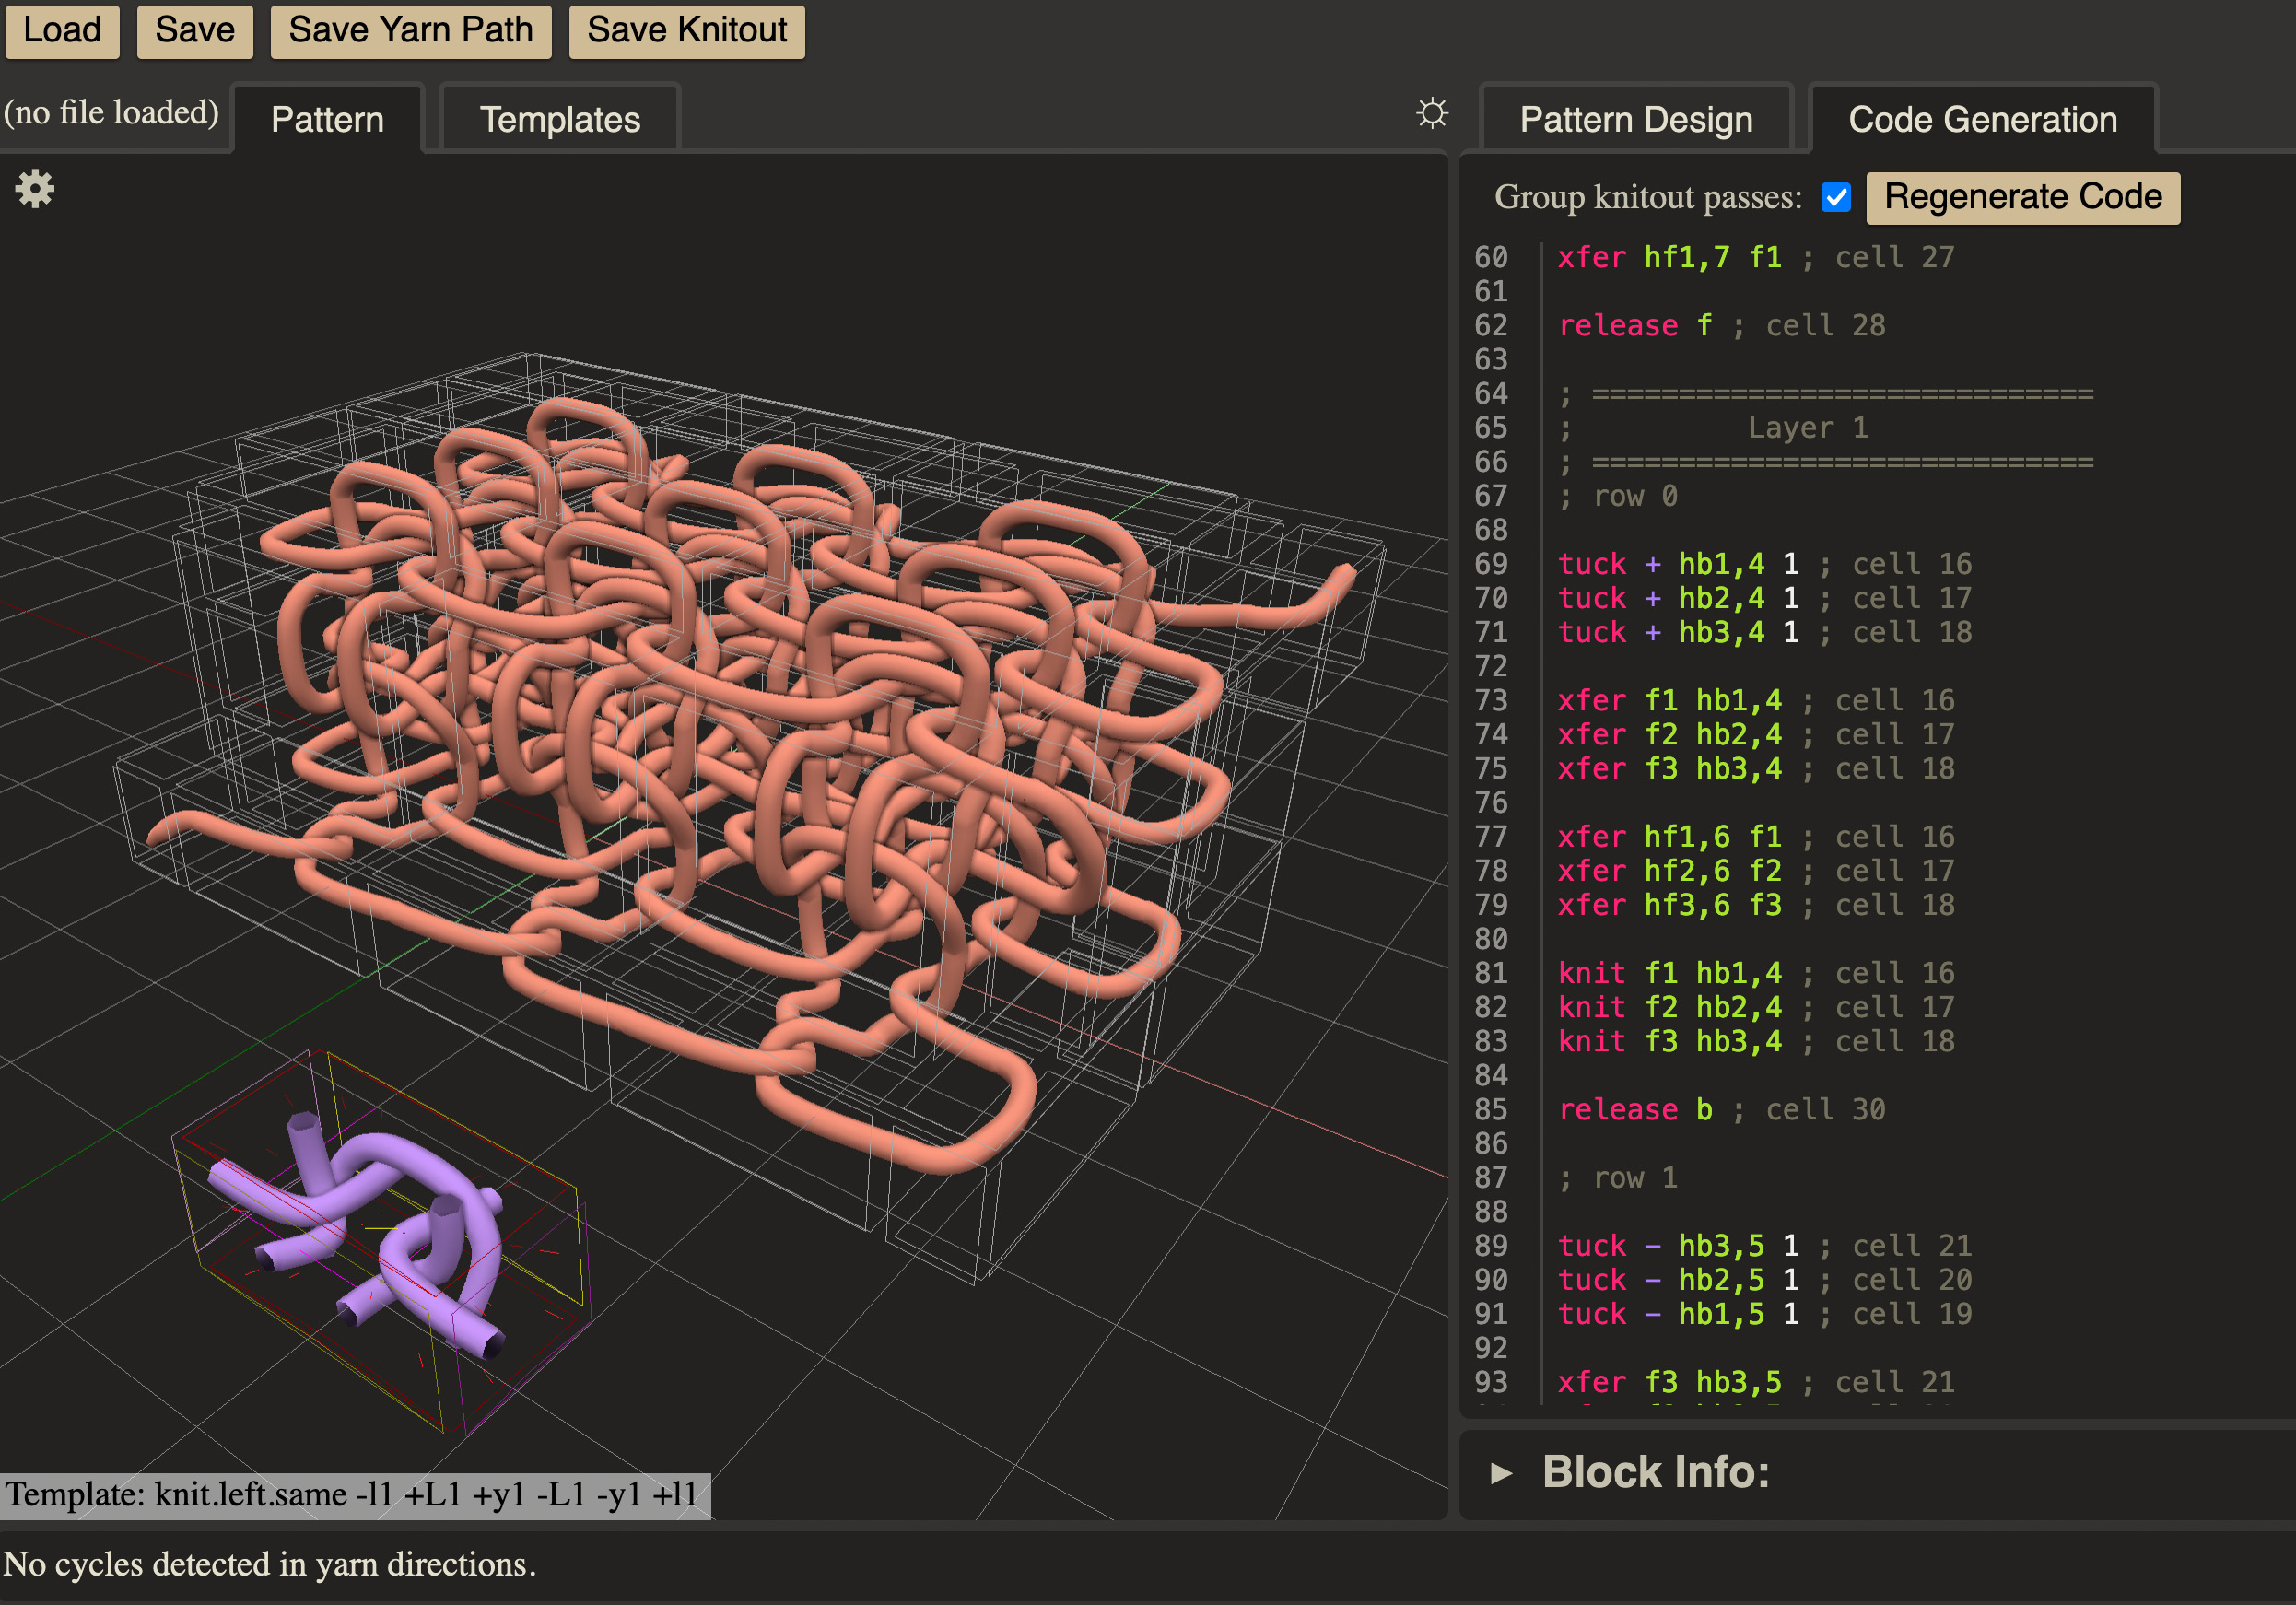 Load Save Save Yarn Path Save Knitout
(no file loaded) Pattern Templates
Pattern Design Code Generation
Group knitout passes: Regenerate Code
60 xfer hf1,7 f1 ; cell 27
61
62 release f ; cell 28
63
64 ; =============================
65 ; Layer 1
66 ; =============================
67 ; row 0
68
69 tuck + hb1,4 1 ; cell 16
70 tuck + hb2,4 1 ; cell 17
71 tuck + hb3,4 1 ; cell 18
72
73 xfer f1 hb1,4 ; cell 16
74 xfer f2 hb2,4 ; cell 17
75 xfer f3 hb3,4 ; cell 18
76
77 xfer hf1,6 f1 ; cell 16
78 xfer hf2,6 f2 ; cell 17
79 xfer hf3,6 f3 ; cell 18
80
81 knit f1 hb1,4 ; cell 16
82 knit f2 hb2,4 ; cell 17
83 knit f3 hb3,4 ; cell 18
84
85 release b ; cell 30
86
87 ; row 1
88
89 tuck - hb3,5 1 ; cell 21
90 tuck - hb2,5 1 ; cell 20
91 tuck - hb1,5 1 ; cell 19
92
93 xfer f3 hb3,5 ; cell 21
Block Info:
Template: knit.left.same -l1 +L1 +y1 -L1 -y1 +l1
No cycles detected in yarn directions.